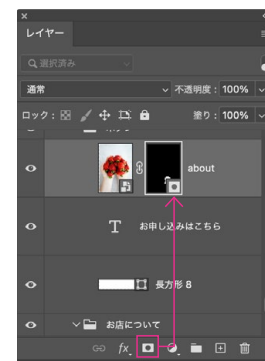 レイヤー
選択済み
通常 不透明度： 100%
ロック： 塗り： 100%
about
T お申し込みはこちら
長方形 8
お店について
fx